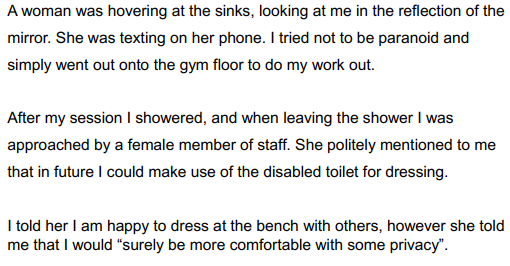 A woman was hovering at the sinks, looking at me in the reflection of the
mirror. She was texting on her phone. I tried not to be paranoid and
simply went out onto the gym floor to do my work out.
After my session I showered, and when leaving the shower I was
approached by a female member of staff. She politely mentioned to me
that in future I could make use of the disabled toilet for dressing.
I told her I am happy to dress at the bench with others, however she told
me that I would “surely be more comfortable with some privacy”.